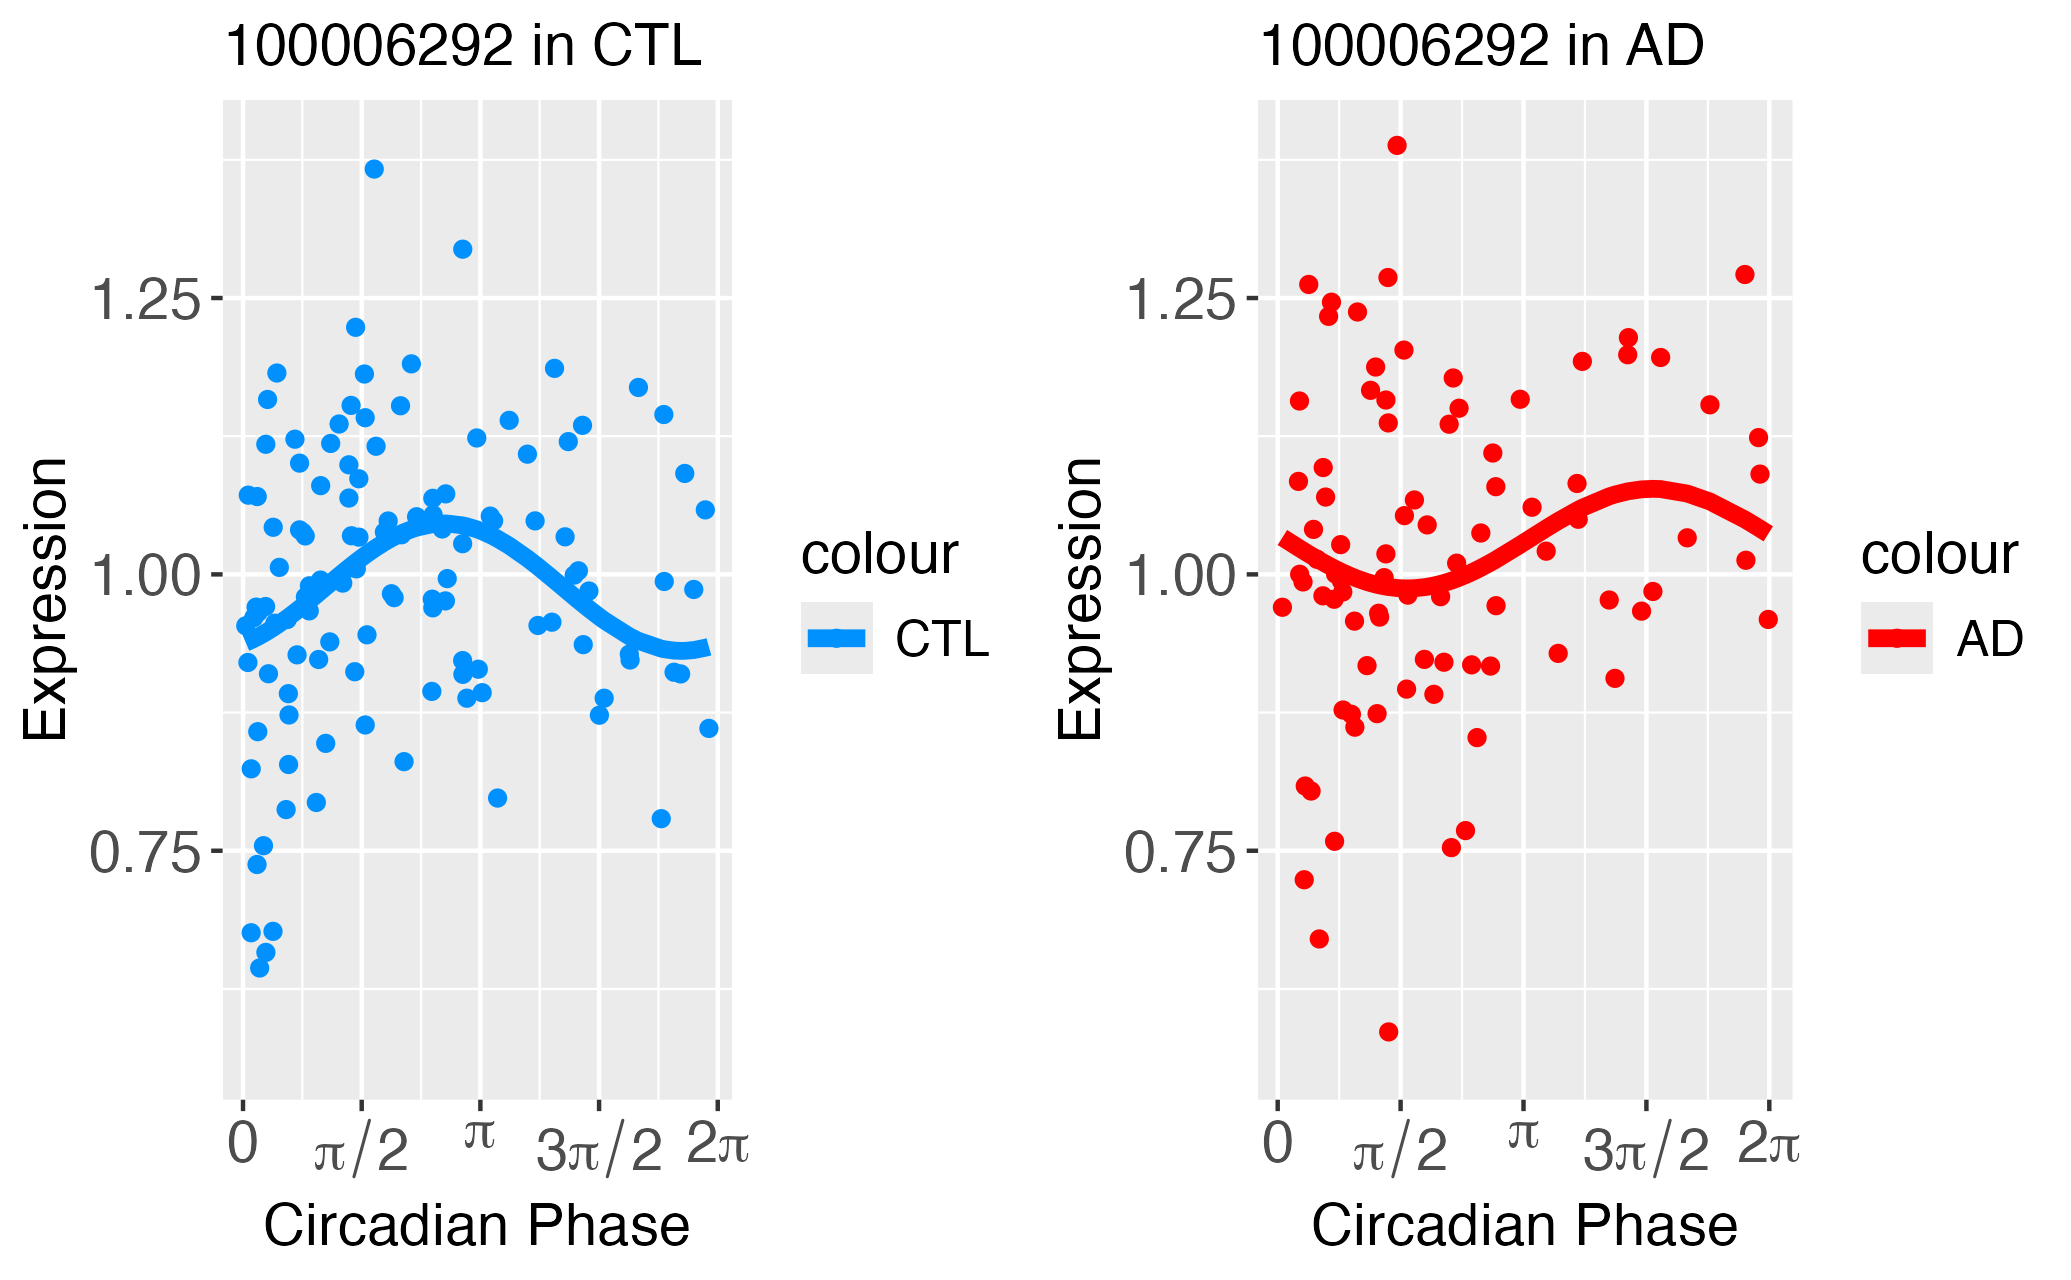 100006292 in CTL
Expression
1.25
1.00
0.75
0
π/2
π
3π/2
2π
Circadian Phase
colour
CTL
100006292 in AD
Expression
1.25
1.00
0.75
0
π/2
π
3π/2
2π
Circadian Phase
colour
AD